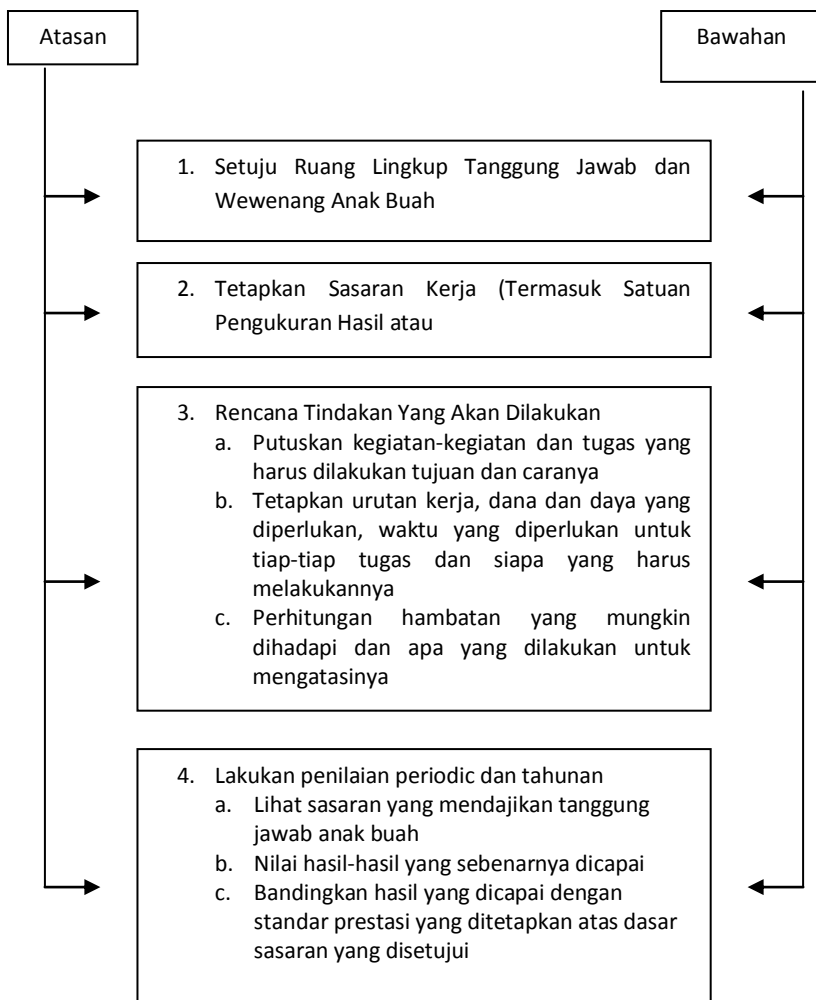 Atasan
Bawahan
1. Setuju Ruang Lingkup Tanggung Jawab dan
Wewenang Anak Buah
2. Tetapkan Sasaran Kerja (Termasuk Satuan
Pengukuran Hasil atau
3. Rencana Tindakan Yang Akan Dilakukan
a. Putuskan kegiatan-kegiatan dan tugas yang
harus dilakukan tujuan dan caranya
b. Tetapkan urutan kerja, dana dan daya yang
diperlukan, waktu yang diperlukan untuk
tiap-tiap tugas dan siapa yang harus
melakukannya
c. Perhitungan hambatan yang mungkin
dihadapi dan apa yang dilakukan untuk
mengatasinya
4. Lakukan penilaian periodic dan tahunan
a. Lihat sasaran yang mendajikan tanggung
jawab anak buah
b. Nilai hasil-hasil yang sebenarnya dicapai
c. Bandingkan hasil yang dicapai dengan
standar prestasi yang ditetapkan atas dasar
sasaran yang disetujui